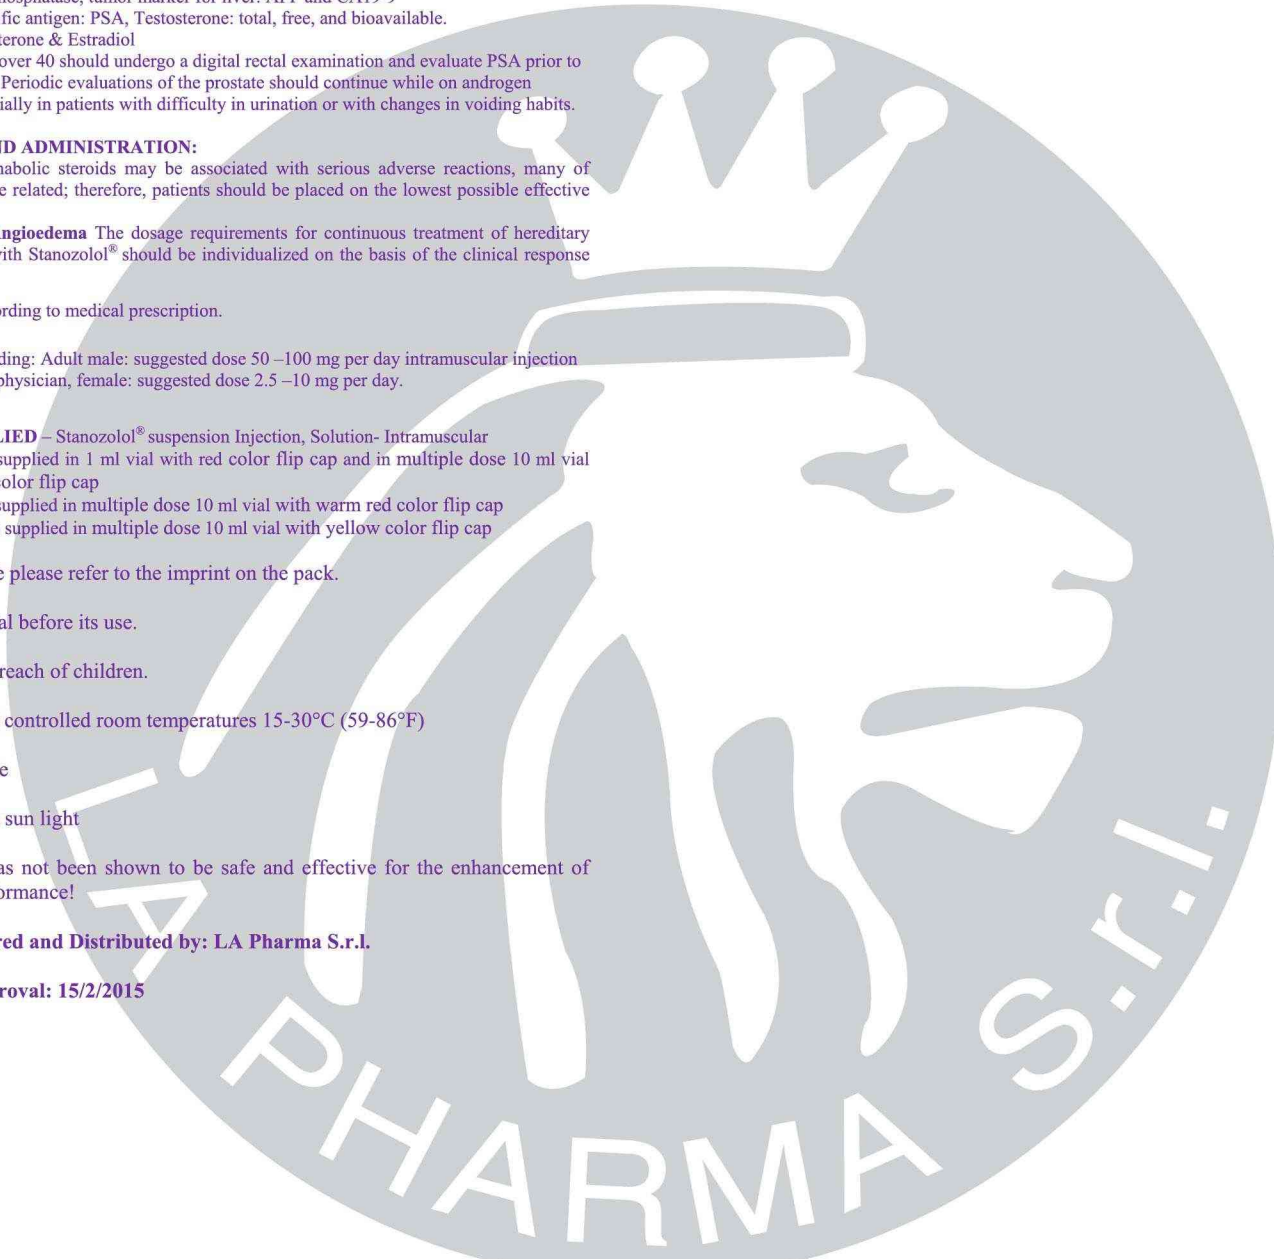 phosphatase, tumor marker for liver: AFP and CA19-9
fic antigen: PSA, Testosterone: total, free, and bioavailable.
terone & Estradiol
over 40 should undergo a digital rectal examination and evaluate PSA prior to
Periodic evaluations of the prostate should continue while on androgen
ially in patients with difficulty in urination or with changes in voiding habits.
ND ADMINISTRATION:
nabolic steroids may be associated with serious adverse reactions, many of
e related; therefore, patients should be placed on the lowest possible effective
ngioedema The dosage requirements for continuous treatment of hereditary
with Stanozolol® should be individualized on the basis of the clinical response
ording to medical prescription.
ding: Adult male: suggested dose 50 –100 mg per day intramuscular injection
physician, female: suggested dose 2.5 –10 mg per day.
LIED – Stanozolol® suspension Injection, Solution- Intramuscular
supplied in 1 ml vial with red color flip cap and in multiple dose 10 ml vial
color flip cap
supplied in multiple dose 10 ml vial with warm red color flip cap
supplied in multiple dose 10 ml vial with yellow color flip cap
e please refer to the imprint on the pack.
al before its use.
reach of children.
controlled room temperatures 15-30°C (59-86°F)
e
sun light
as not been shown to be safe and effective for the enhancement of
ormance!
red and Distributed by: LA Pharma S.r.l.
roval: 15/2/2015
LA PHARMA S.r.l.